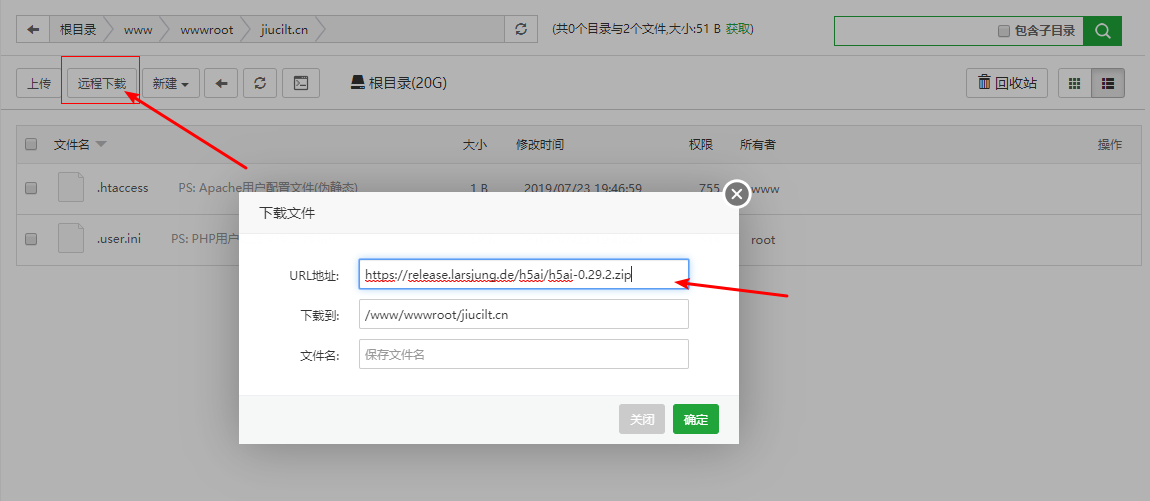 根目录 www wwwroot jiucilt.cn (共0个目录与2个文件,大小:51 B 获取) 包含子目录
上传 远程下载 新建 根目录(20G) 回收站
文件名 大小 修改时间 权限 所有者 操作
.htaccess PS: Apache用户配置文件(伪静态) 1 B 2019/07/23 19:46:59 755 www
下载文件
.user.ini PS: PHP用户 root
URL地址: https://release.larsjung.de/h5ai/h5ai-0.29.2.zip
下载到: /www/wwwroot/jiucilt.cn
文件名: 保存文件名
关闭 确定